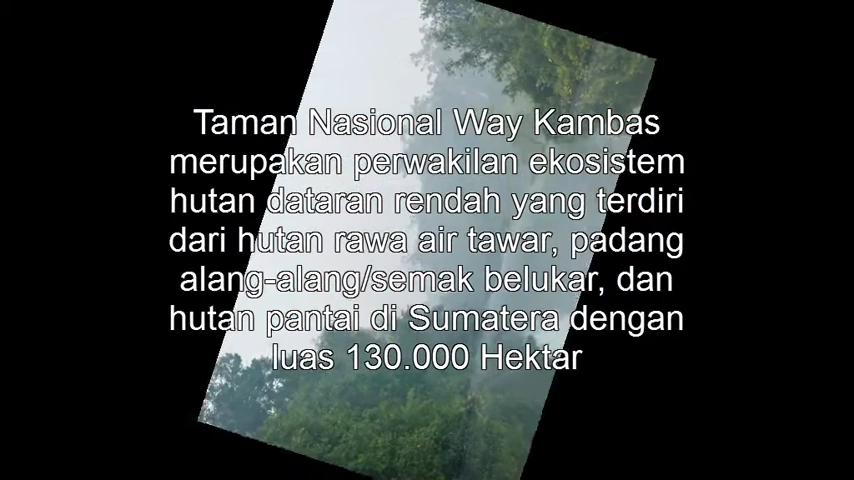 Taman Nasional Way Kambas
merupakan perwakilan ekosistem
hutan dataran rendah yang terdiri
dari hutan rawa air tawar, padang
alang-alang/semak belukar, dan
hutan pantai di Sumatera dengan
luas 130.000 Hektar